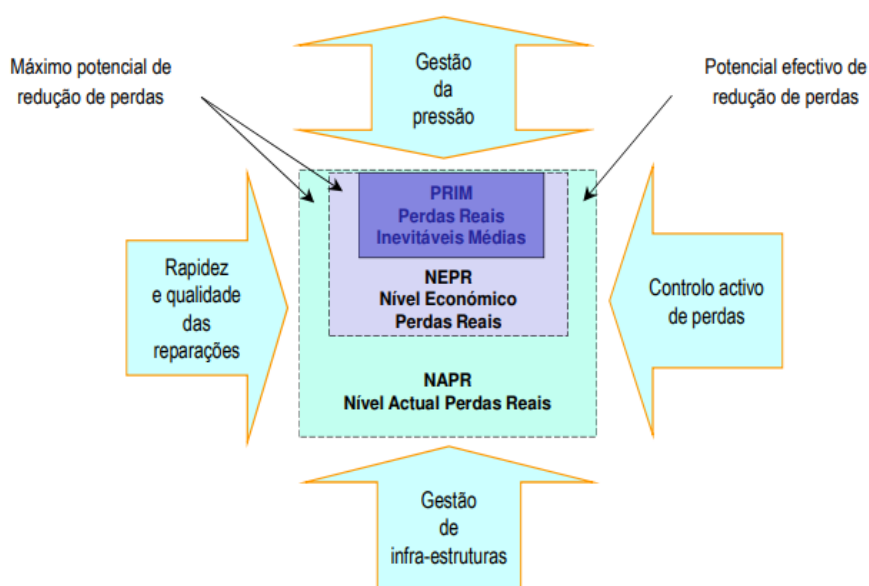 Máximo potencial de
redução de perdas
Gestão
da
pressão
Potencial efectivo de
redução de perdas
PRIM
Perdas Reais
Inevitáveis Médias
Rapidez
e qualidade
das
reparações
NEPR
Nível Económico
Perdas Reais
Controlo activo
de perdas
NAPR
Nível Actual Perdas Reais
Gestão
de
infra-estruturas